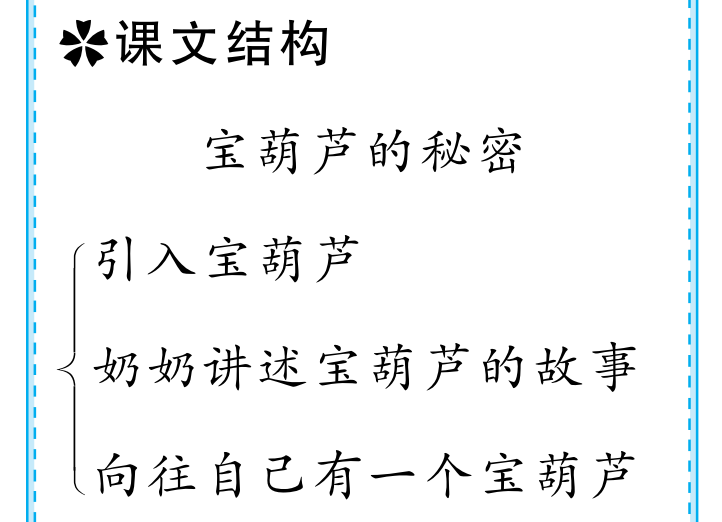 课文结构
宝葫芦的秘密
引入宝葫芦
奶奶讲述宝葫芦的故事
向往自己有一个宝葫芦